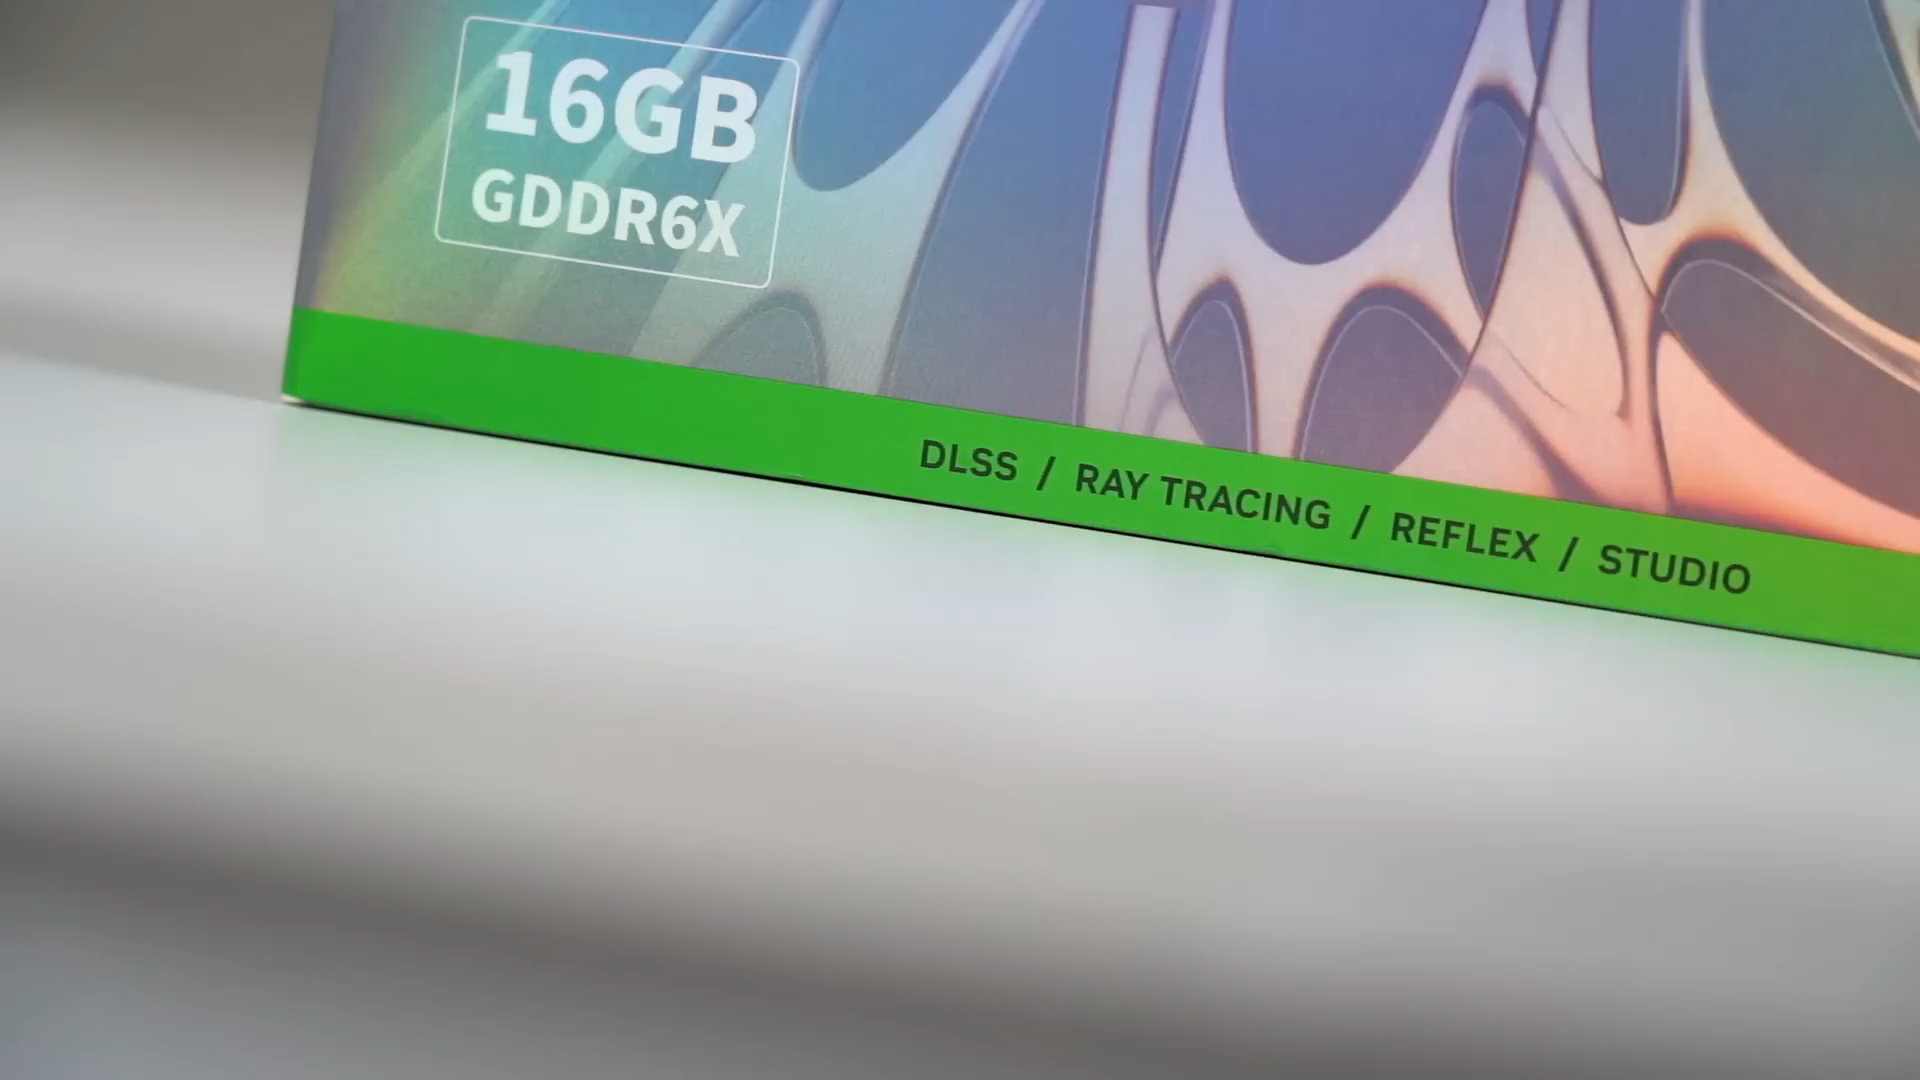 16GB
GDDR6X
DLSS / RAY TRACING / REFLEX / STUDIO